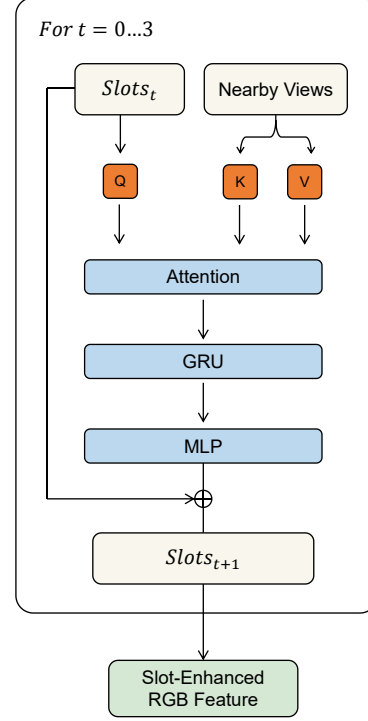 For t = 0...3
Slots_t
Nearby Views
Q
K
V
Attention
GRU
MLP
Slots_{t+1}
Slot-Enhanced
RGB Feature